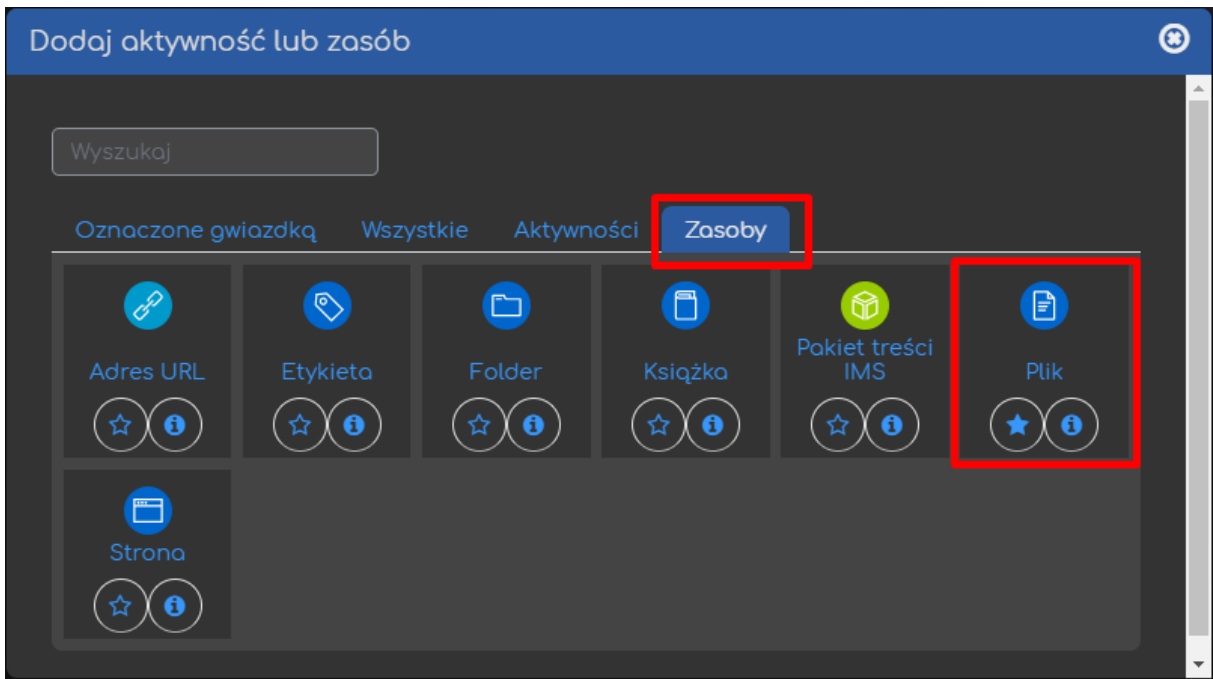 Dodaj aktywność lub zasób
Wyszukaj
Oznaczone gwiazdką Wszystkie Aktywności Zasoby
Adres URL Etykieta Folder Książka Pakiet treści IMS Plik
Strona